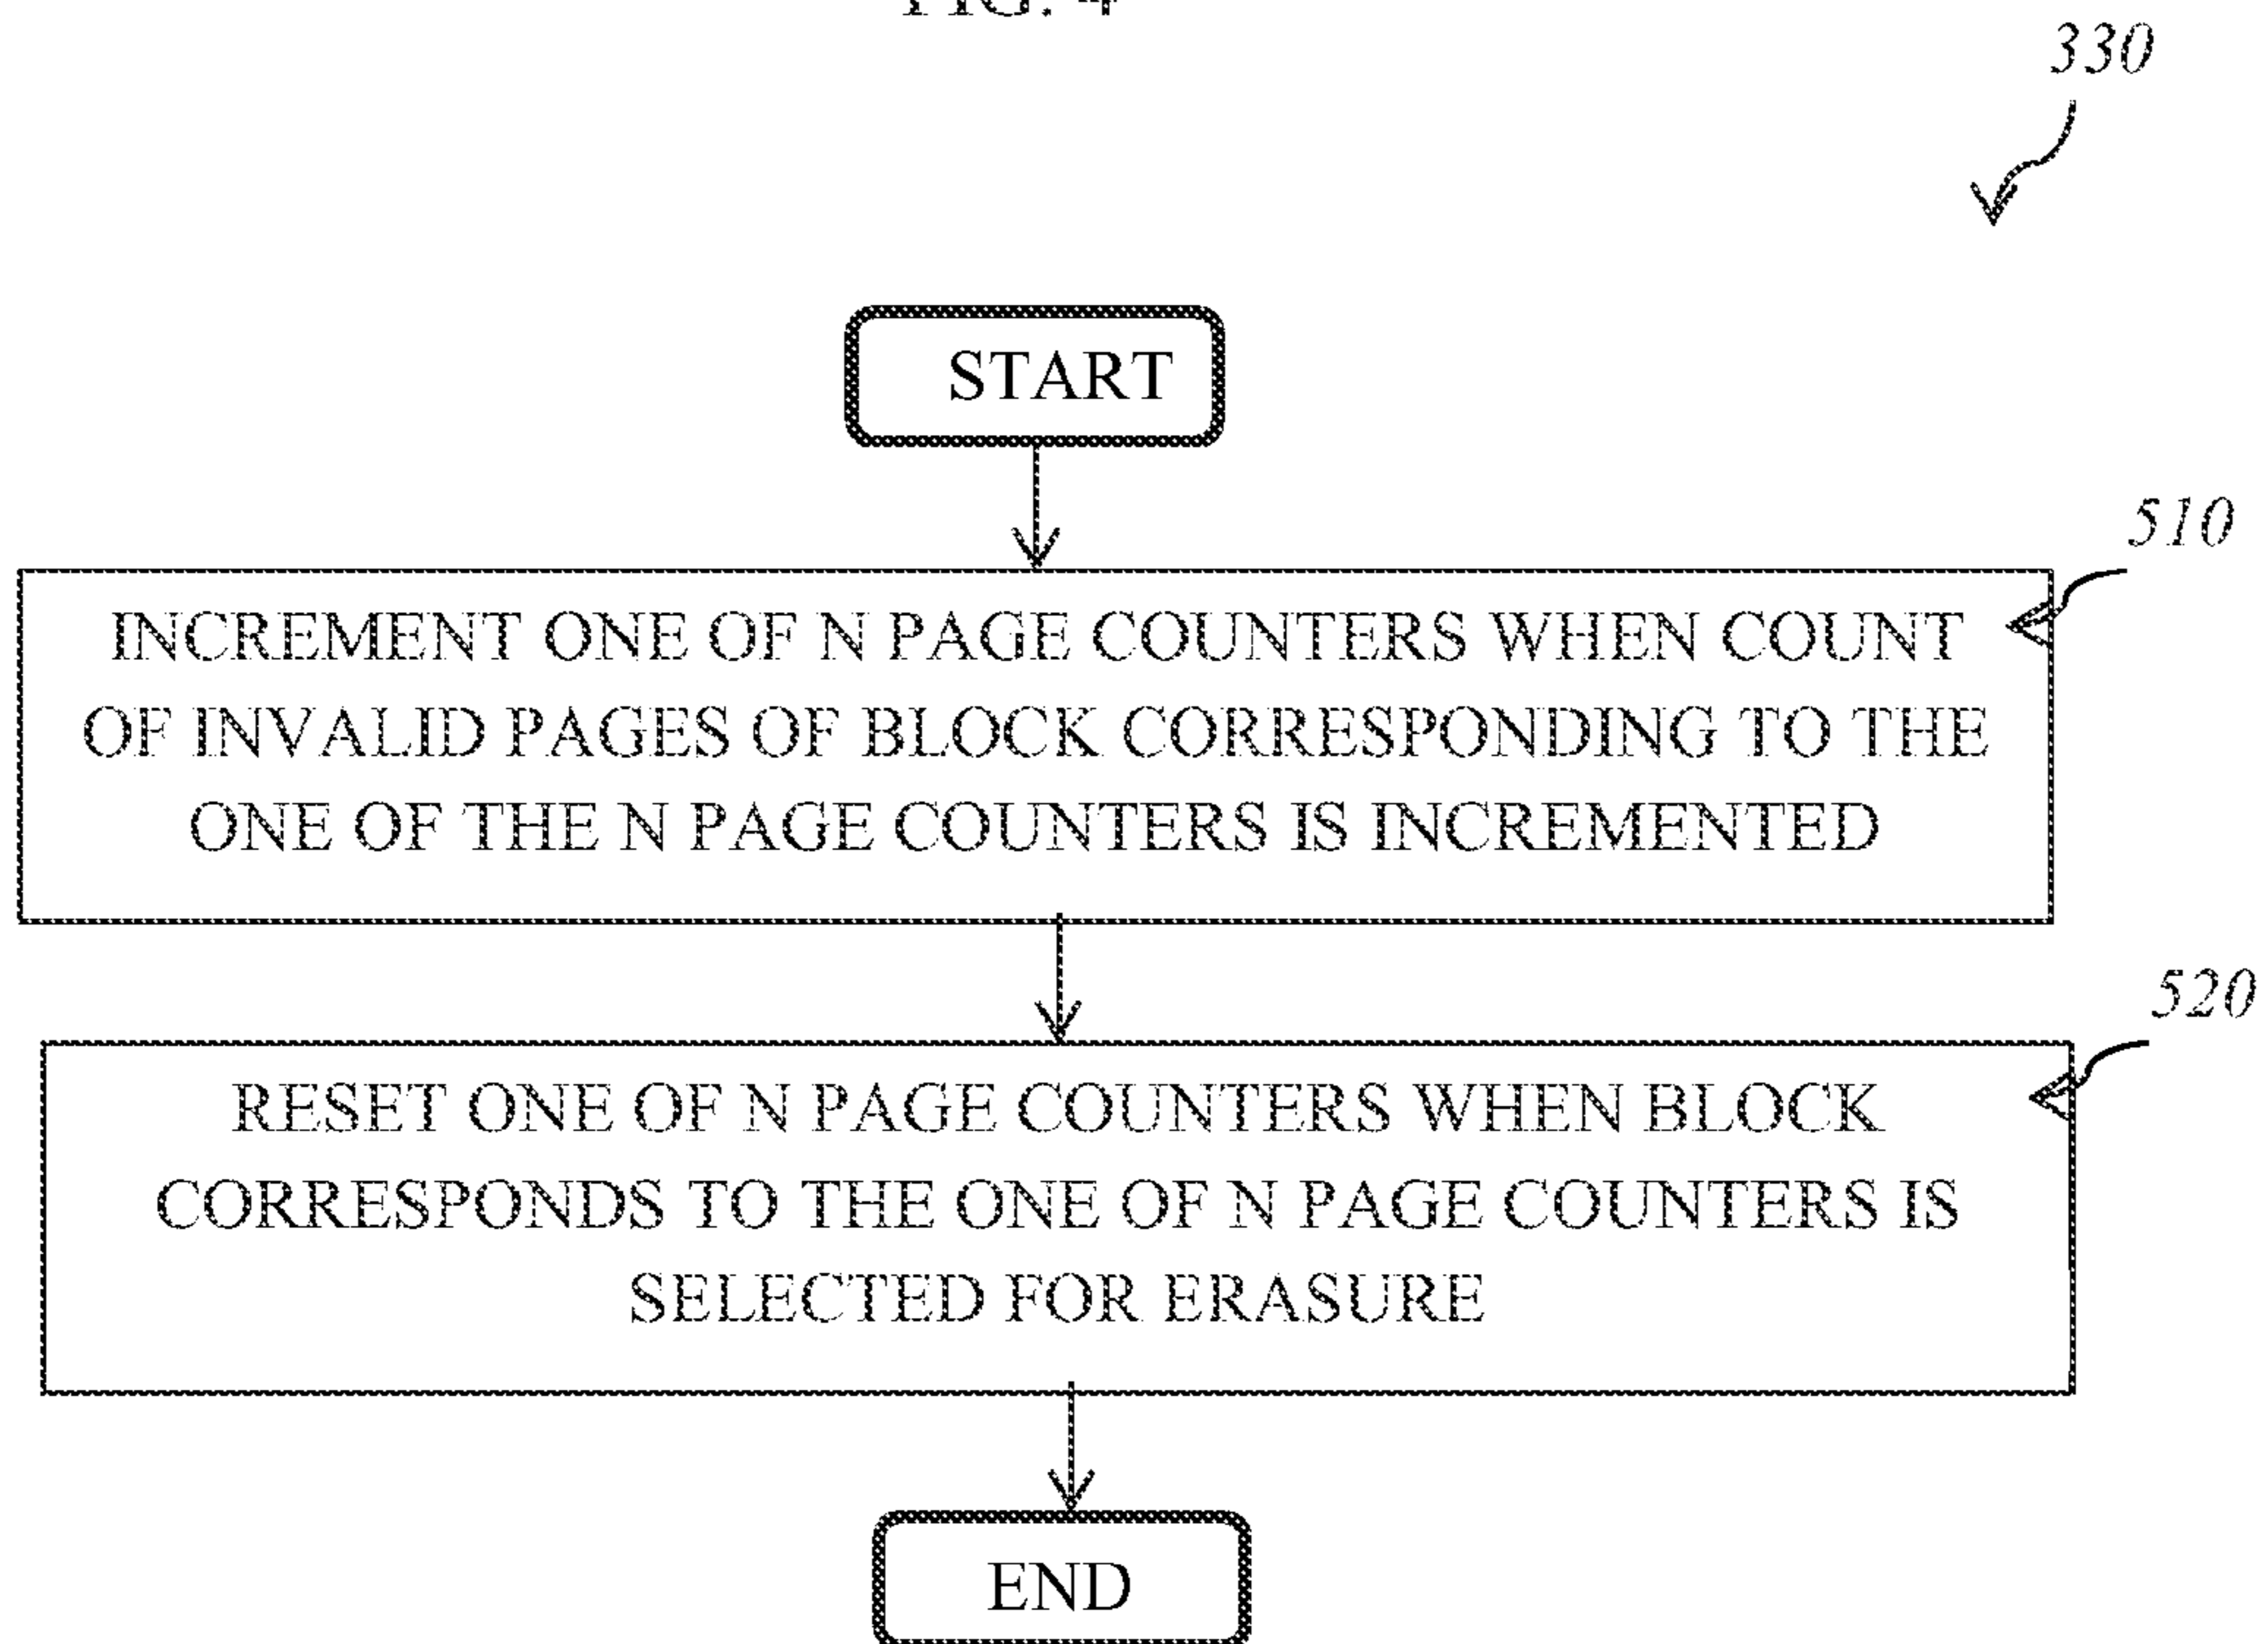 FIG. 4
330
START
510
INCREMENT ONE OF N PAGE COUNTERS WHEN COUNT
OF INVALID PAGES OF BLOCK CORRESPONDING TO THE
ONE OF THE N PAGE COUNTERS IS INCREMENTED
520
RESET ONE OF N PAGE COUNTERS WHEN BLOCK
CORRESPONDS TO THE ONE OF N PAGE COUNTERS IS
SELECTED FOR ERASURE
END